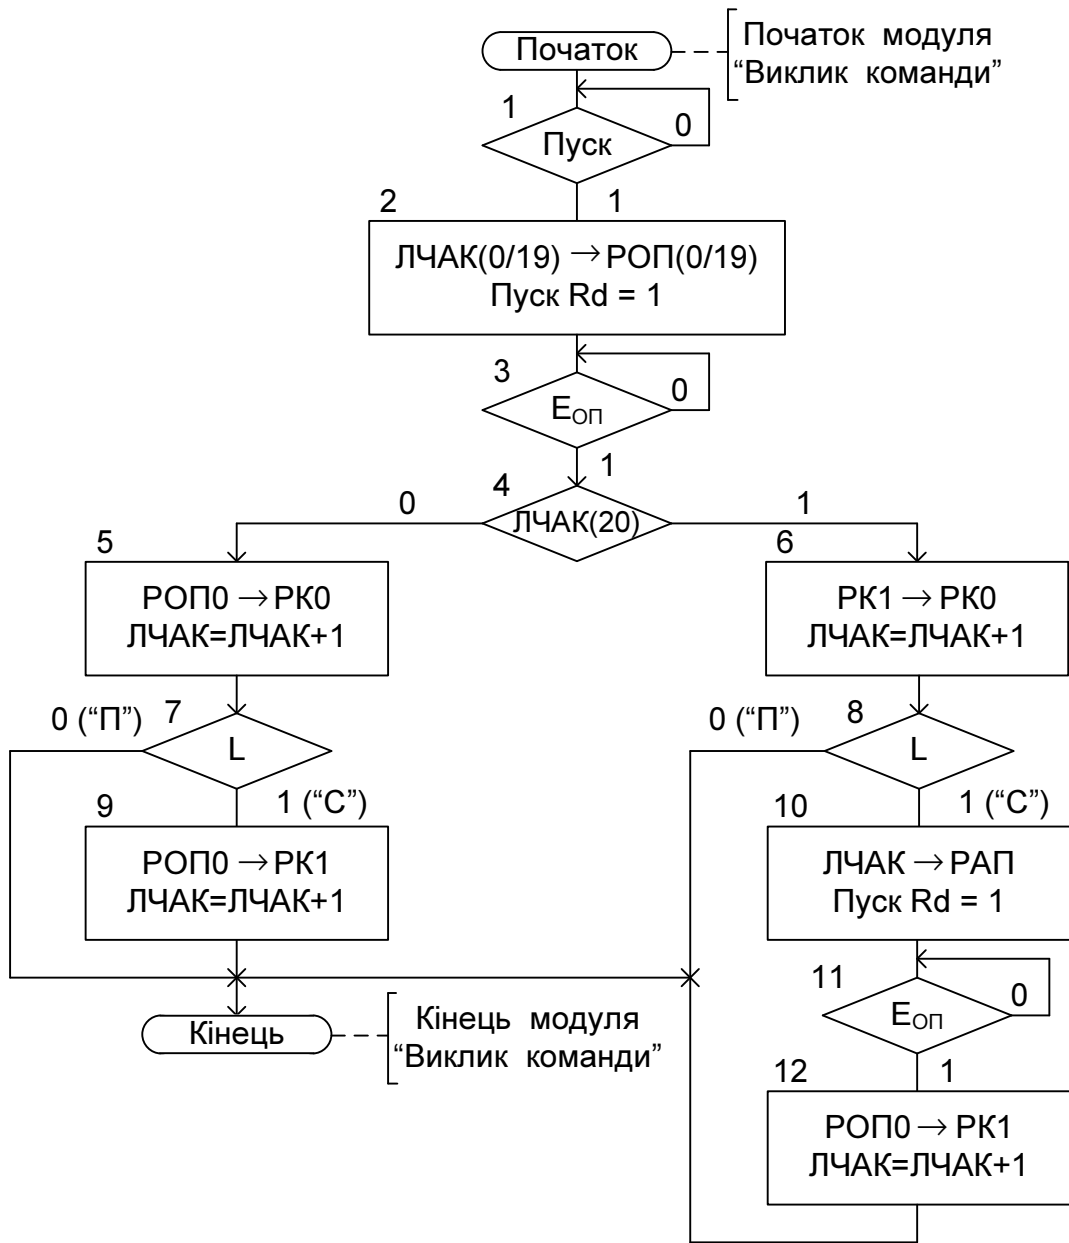 Початок
Початок модуля
“Виклик команди”
1
Пуск
0
1
2
ЛЧАК(0/19) → РОП(0/19)
Пуск Rd = 1
3
ЕОП
0
1
4
ЛЧАК(20)
0
1
5
РОП0 → РК0
ЛЧАК=ЛЧАК+1
6
РК1 → РК0
ЛЧАК=ЛЧАК+1
0 (“П”)
7
L
1 (“С”)
0 (“П”)
8
L
1 (“С”)
9
РОП0 → РК1
ЛЧАК=ЛЧАК+1
10
ЛЧАК → РАП
Пуск Rd = 1
11
ЕОП
0
1
Кінець
Кінець модуля
“Виклик команди”
12
РОП0 → РК1
ЛЧАК=ЛЧАК+1